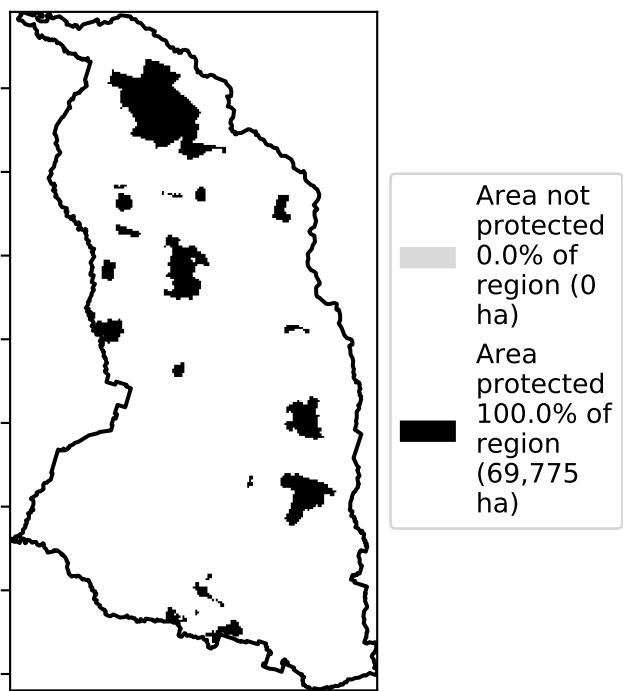 Area not
protected
0.0% of
region (0
ha)
Area
protected
100.0% of
region
(69,775
ha)